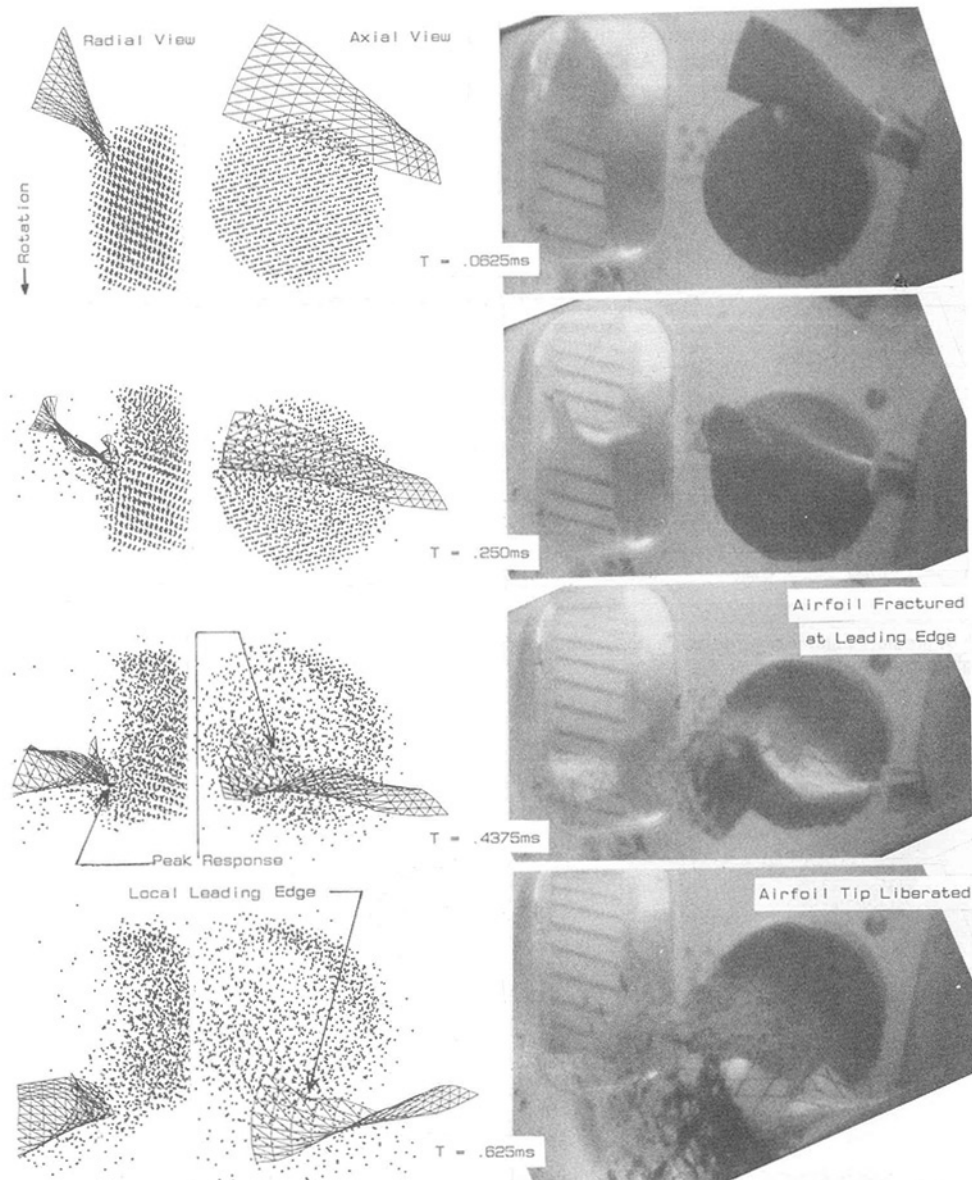 Radial View
Axial View
Rotation
T = .0625ms
T = .250ms
Airfoil Fractured
at Leading Edge
T = .4375ms
Peak Response
Local Leading Edge
Airfoil Tip Liberated
T = .625ms